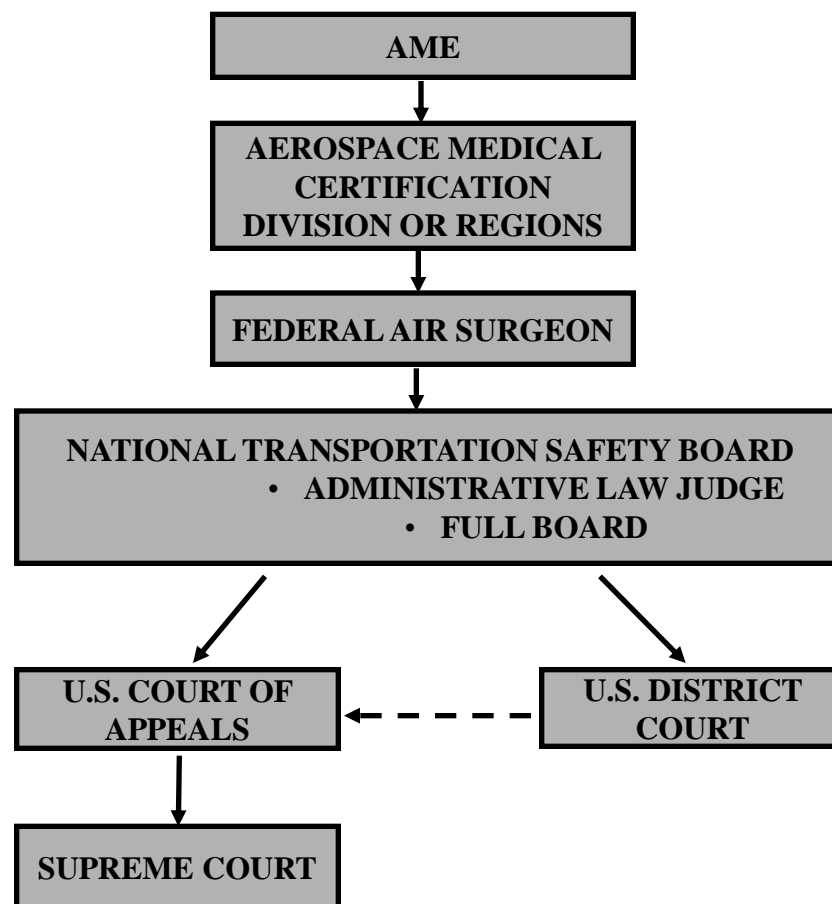 AME
AEROSPACE MEDICAL
CERTIFICATION
DIVISION OR REGIONS
FEDERAL AIR SURGEON
NATIONAL TRANSPORTATION SAFETY BOARD
• ADMINISTRATIVE LAW JUDGE
• FULL BOARD
U.S. COURT OF
APPEALS
U.S. DISTRICT
COURT
SUPREME COURT